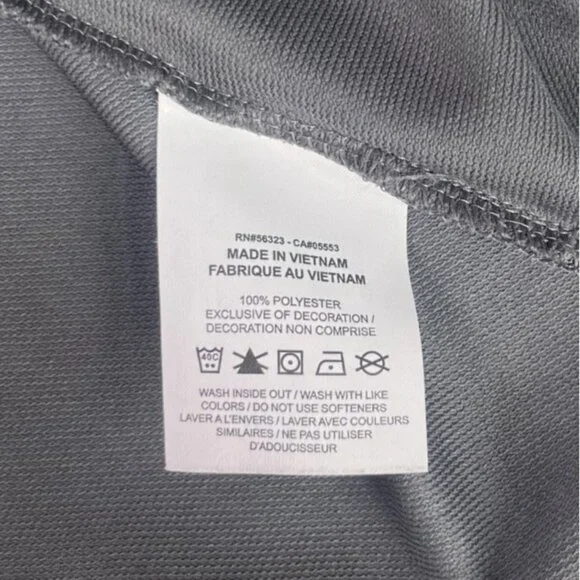 RN#56323 - CA#05553
MADE IN VIETNAM
FABRIQUE AU VIETNAM
100% POLYESTER
EXCLUSIVE OF DECORATION /
DECORATION NON COMPRISE
40C
WASH INSIDE OUT / WASH WITH LIKE
COLORS / DO NOT USE SOFTENERS
LAVER A L'ENVERS / LAVER AVEC COULEURS
SIMILAIRES / NE PAS UTILISER
D'ADOUCISSEUR